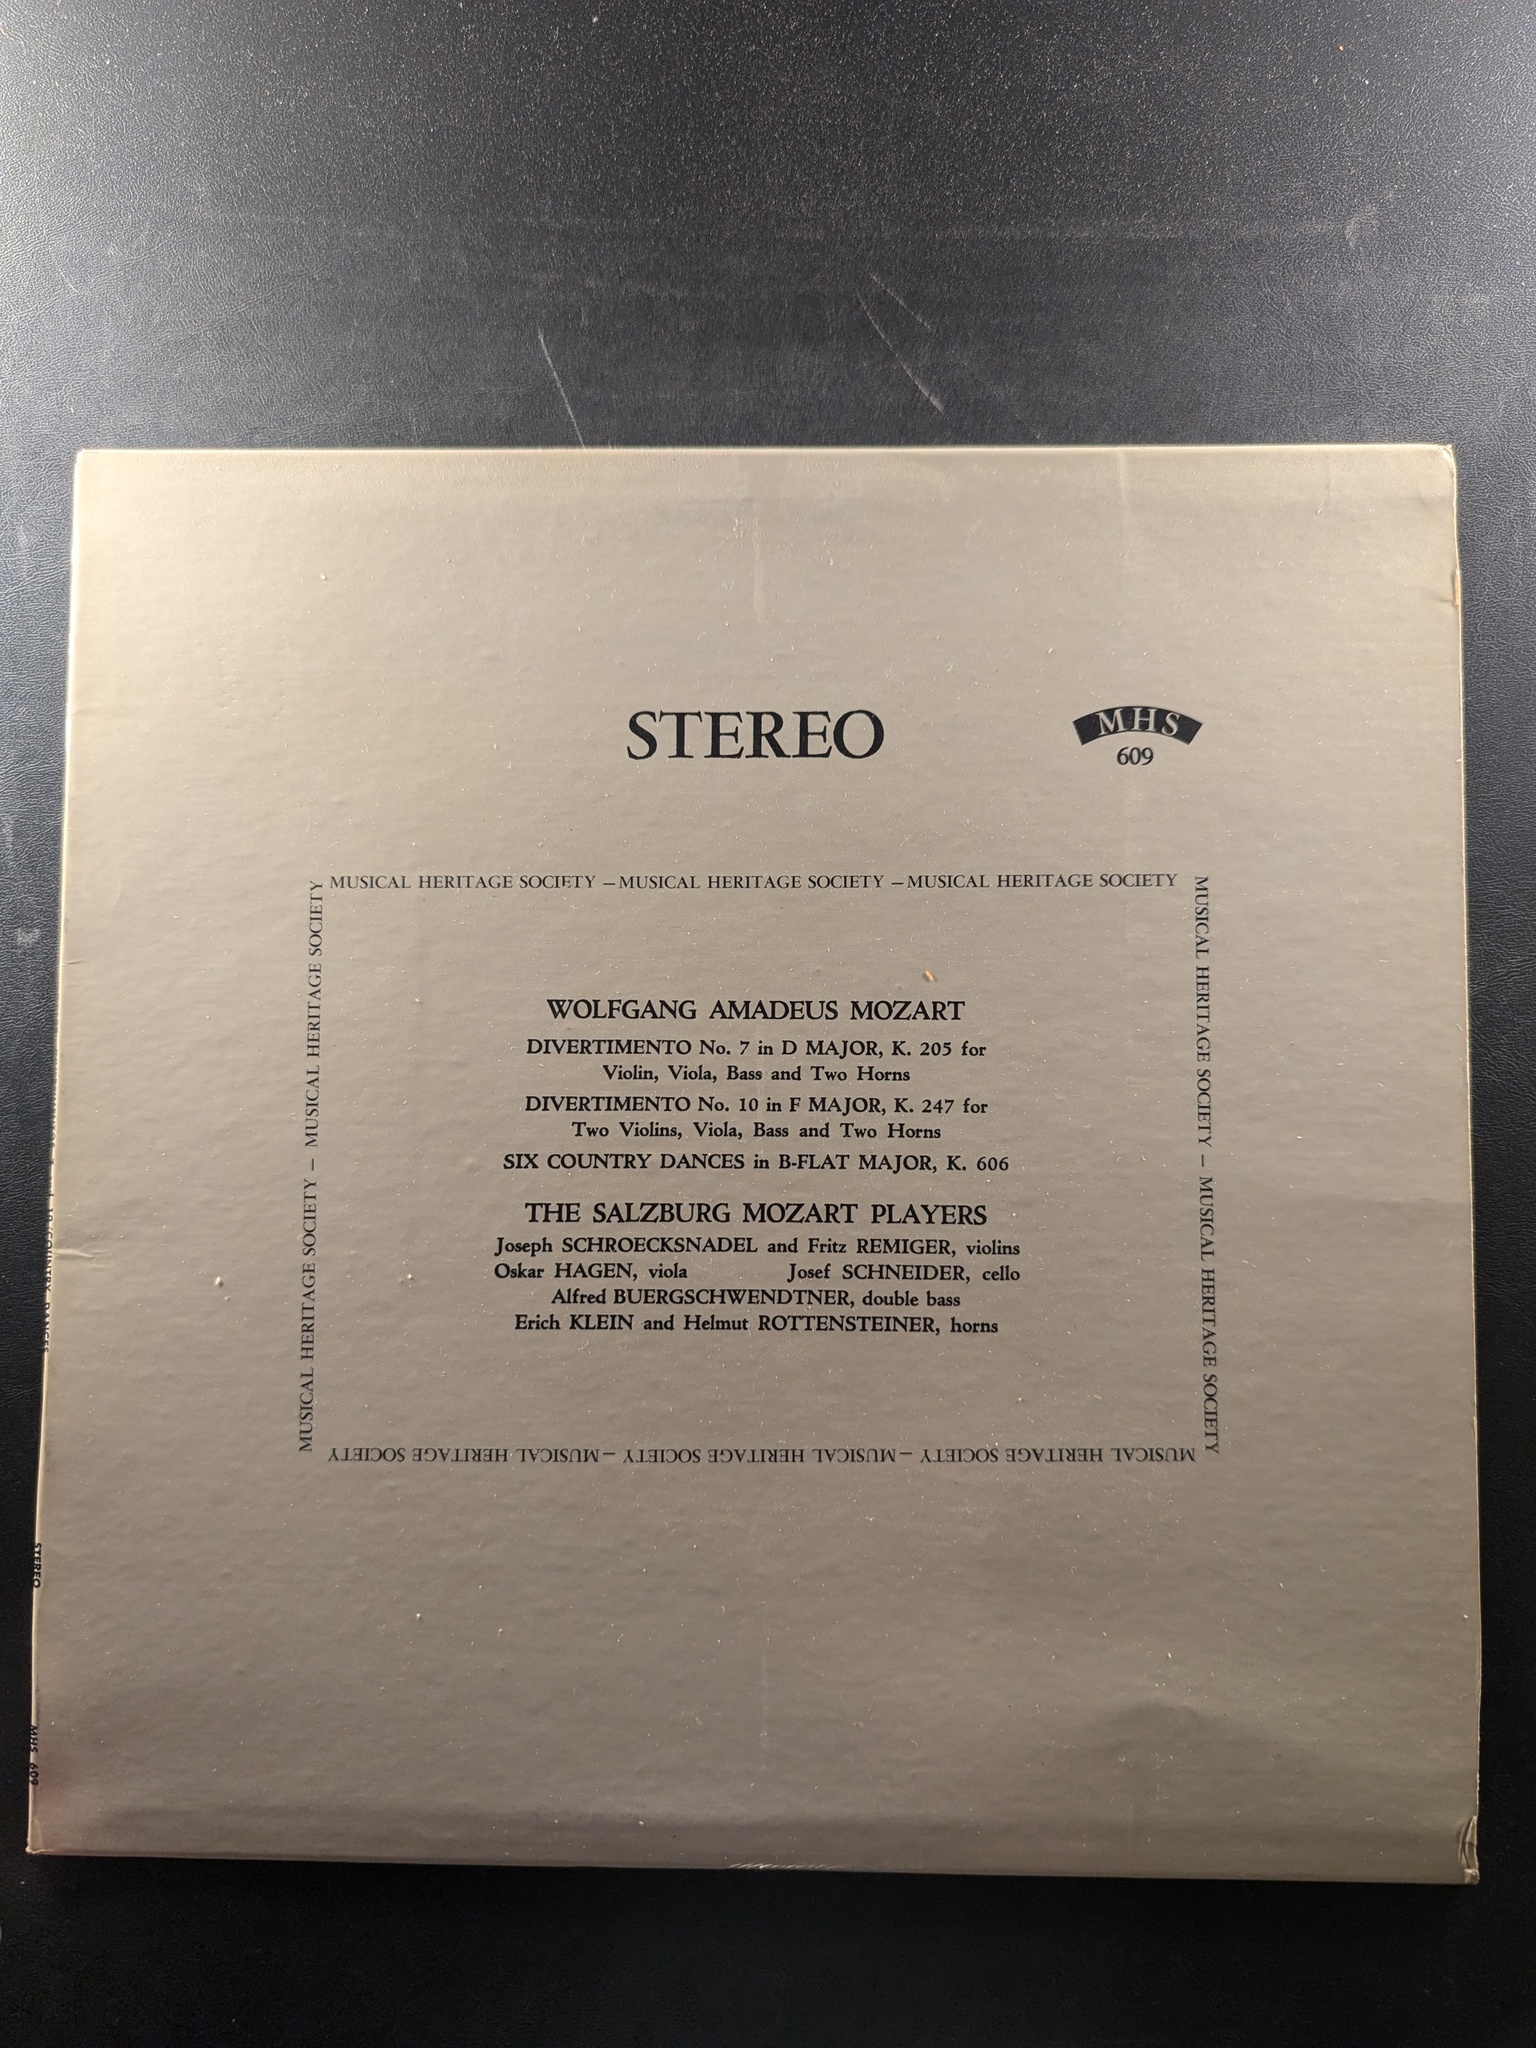 STEREO
MHS
609
MUSICAL HERITAGE SOCIETY – MUSICAL HERITAGE SOCIETY – MUSICAL HERITAGE SOCIETY
MUSICAL HERITAGE SOCIETY – MUSICAL HERITAGE SOCIETY
WOLFGANG AMADEUS MOZART
DIVERTIMENTO No. 7 in D MAJOR, K. 205 for
Violin, Viola, Bass and Two Horns
DIVERTIMENTO No. 10 in F MAJOR, K. 247 for
Two Violins, Viola, Bass and Two Horns
SIX COUNTRY DANCES in B-FLAT MAJOR, K. 606
THE SALZBURG MOZART PLAYERS
Joseph SCHROECKSNADEL and Fritz REMIGER, violins
Oskar HAGEN, viola Josef SCHNEIDER, cello
Alfred BUERGSCHWENDTNER, double bass
Erich KLEIN and Helmut ROTTENSTEINER, horns
MUSICAL HERITAGE SOCIETY – MUSICAL HERITAGE SOCIETY
MUSICAL HERITAGE SOCIETY – MUSICAL HERITAGE SOCIETY – MUSICAL HERITAGE SOCIETY
COUNTRY DANCES
STEREO
MHS 609